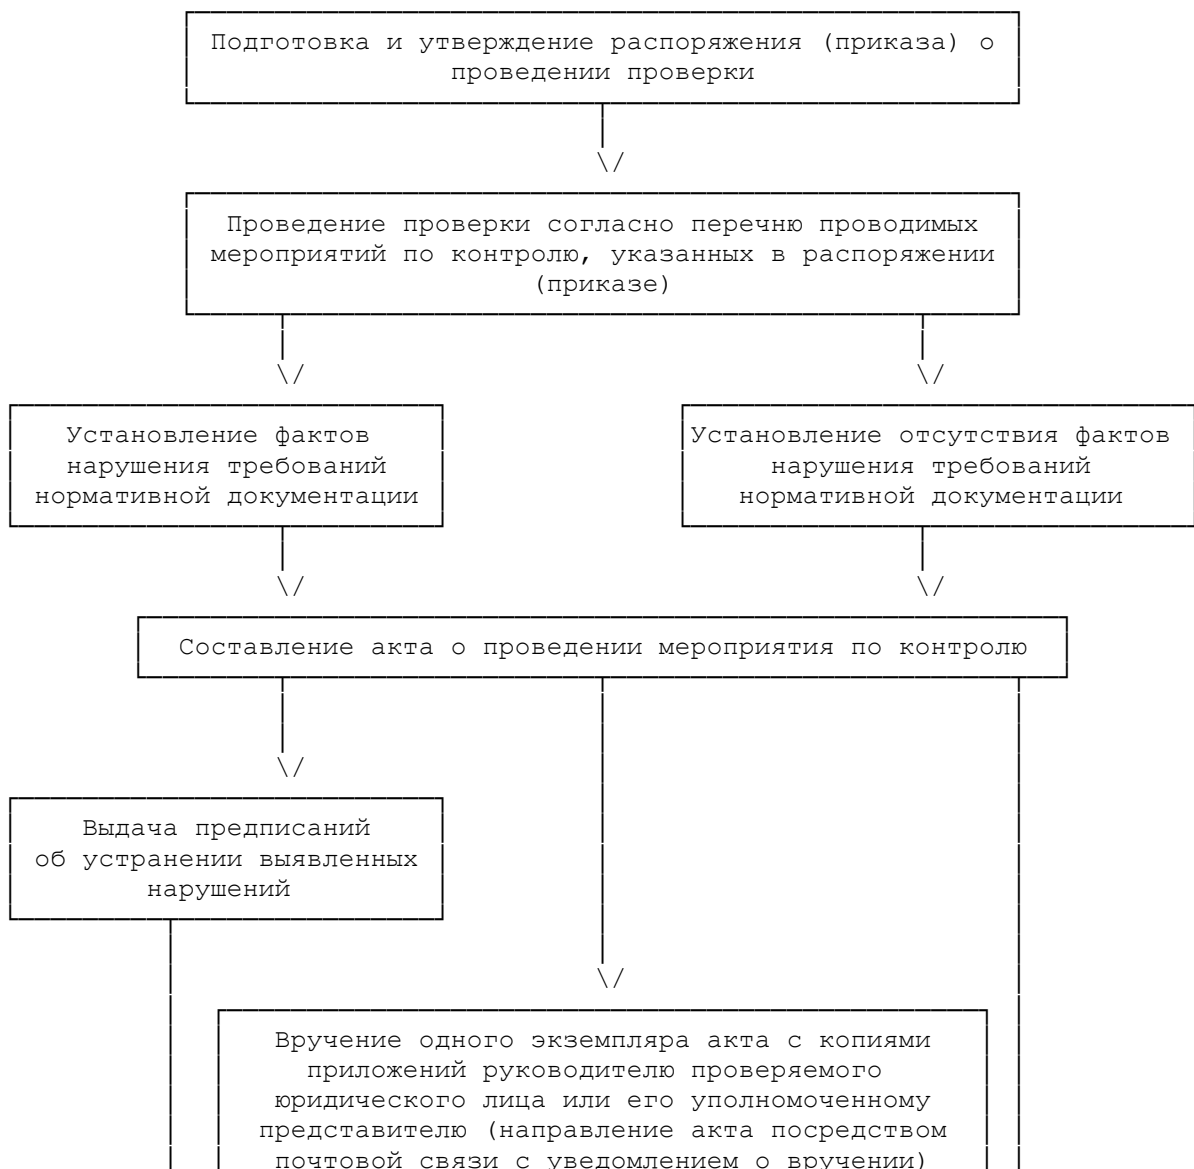 Подготовка и утверждение распоряжения (приказа) о
проведении проверки
Проведение проверки согласно перечню проводимых
мероприятий по контролю, указанных в распоряжении
(приказе)
Установление фактов
нарушения требований
нормативной документации
Установление отсутствия фактов
нарушения требований
нормативной документации
Составление акта о проведении мероприятия по контролю
Выдача предписаний
об устранении выявленных
нарушений
Вручение одного экземпляра акта с копиями
приложений руководителю проверяемого
юридического лица или его уполномоченному
представителю (направление акта посредством
почтовой связи с уведомлением о вручении)